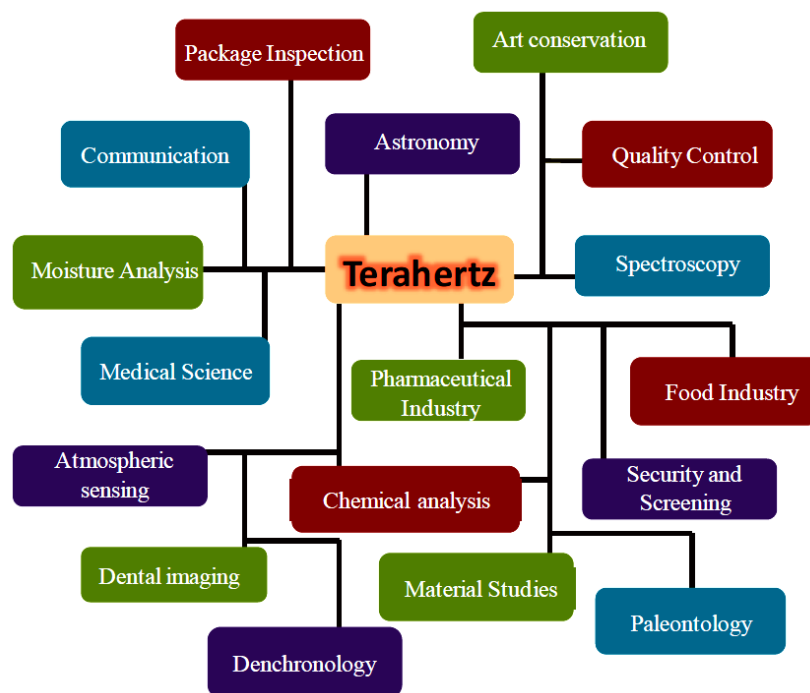 Art conservation
Package Inspection
Astronomy
Communication
Quality Control
Terahertz
Moisture Analysis
Spectroscopy
Medical Science
Pharmaceutical
Industry
Food Industry
Atmospheric
sensing
Chemical analysis
Security and
Screening
Dental imaging
Material Studies
Paleontology
Denchronology